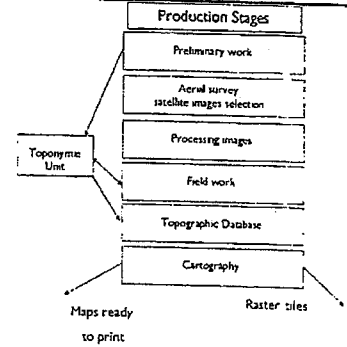 Production Stages
Preliminary work
Aerial survey
satellite images selection
Processing images
Toponymic
Unit
Field work
Topographic Database
Cartography
Maps ready
to print
Raster tiles